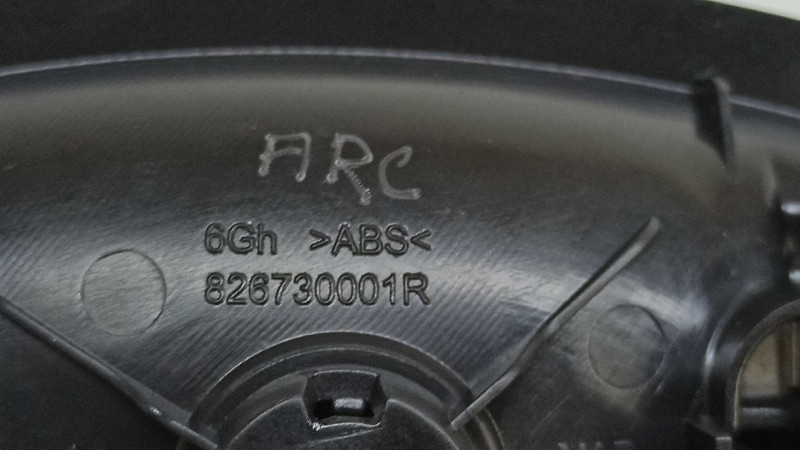 ARC
6Gh >ABS<
826730001R